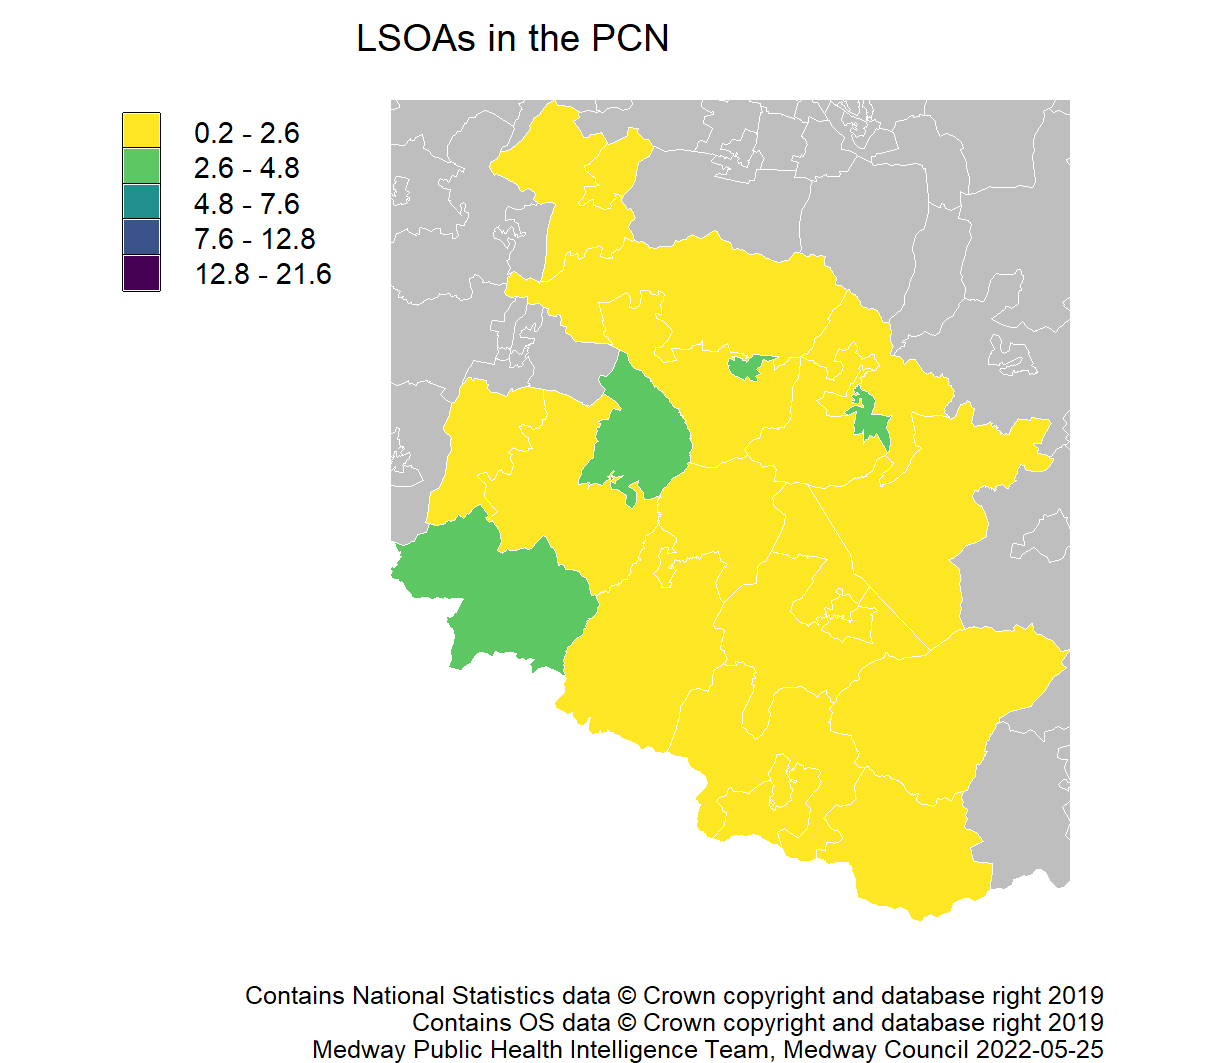 LSOAs in the PCN
0.2 - 2.6
2.6 - 4.8
4.8 - 7.6
7.6 - 12.8
12.8 - 21.6
Contains National Statistics data © Crown copyright and database right 2019
Contains OS data © Crown copyright and database right 2019
Medway Public Health Intelligence Team, Medway Council 2022-05-25